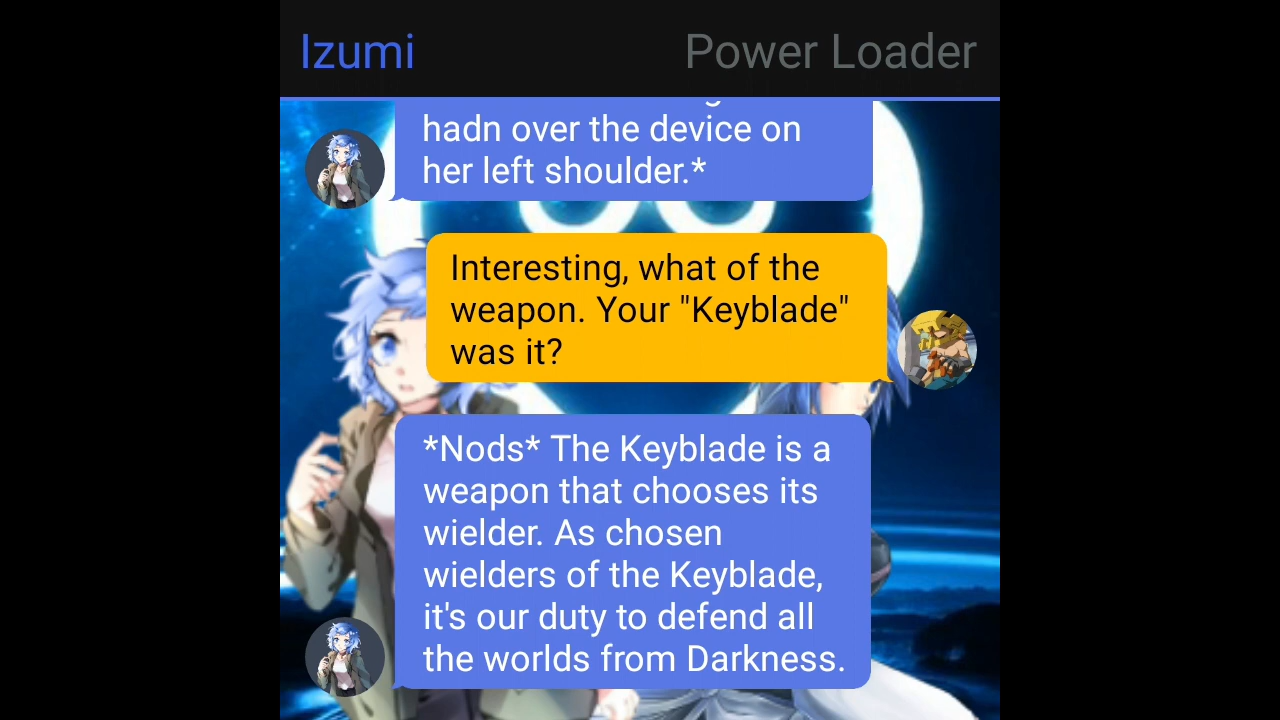 Izumi
Power Loader
hadn over the device on
her left shoulder.*
Interesting, what of the
weapon. Your "Keyblade"
was it?
*Nods* The Keyblade is a
weapon that chooses its
wielder. As chosen
wielders of the Keyblade,
it's our duty to defend all
the worlds from Darkness.